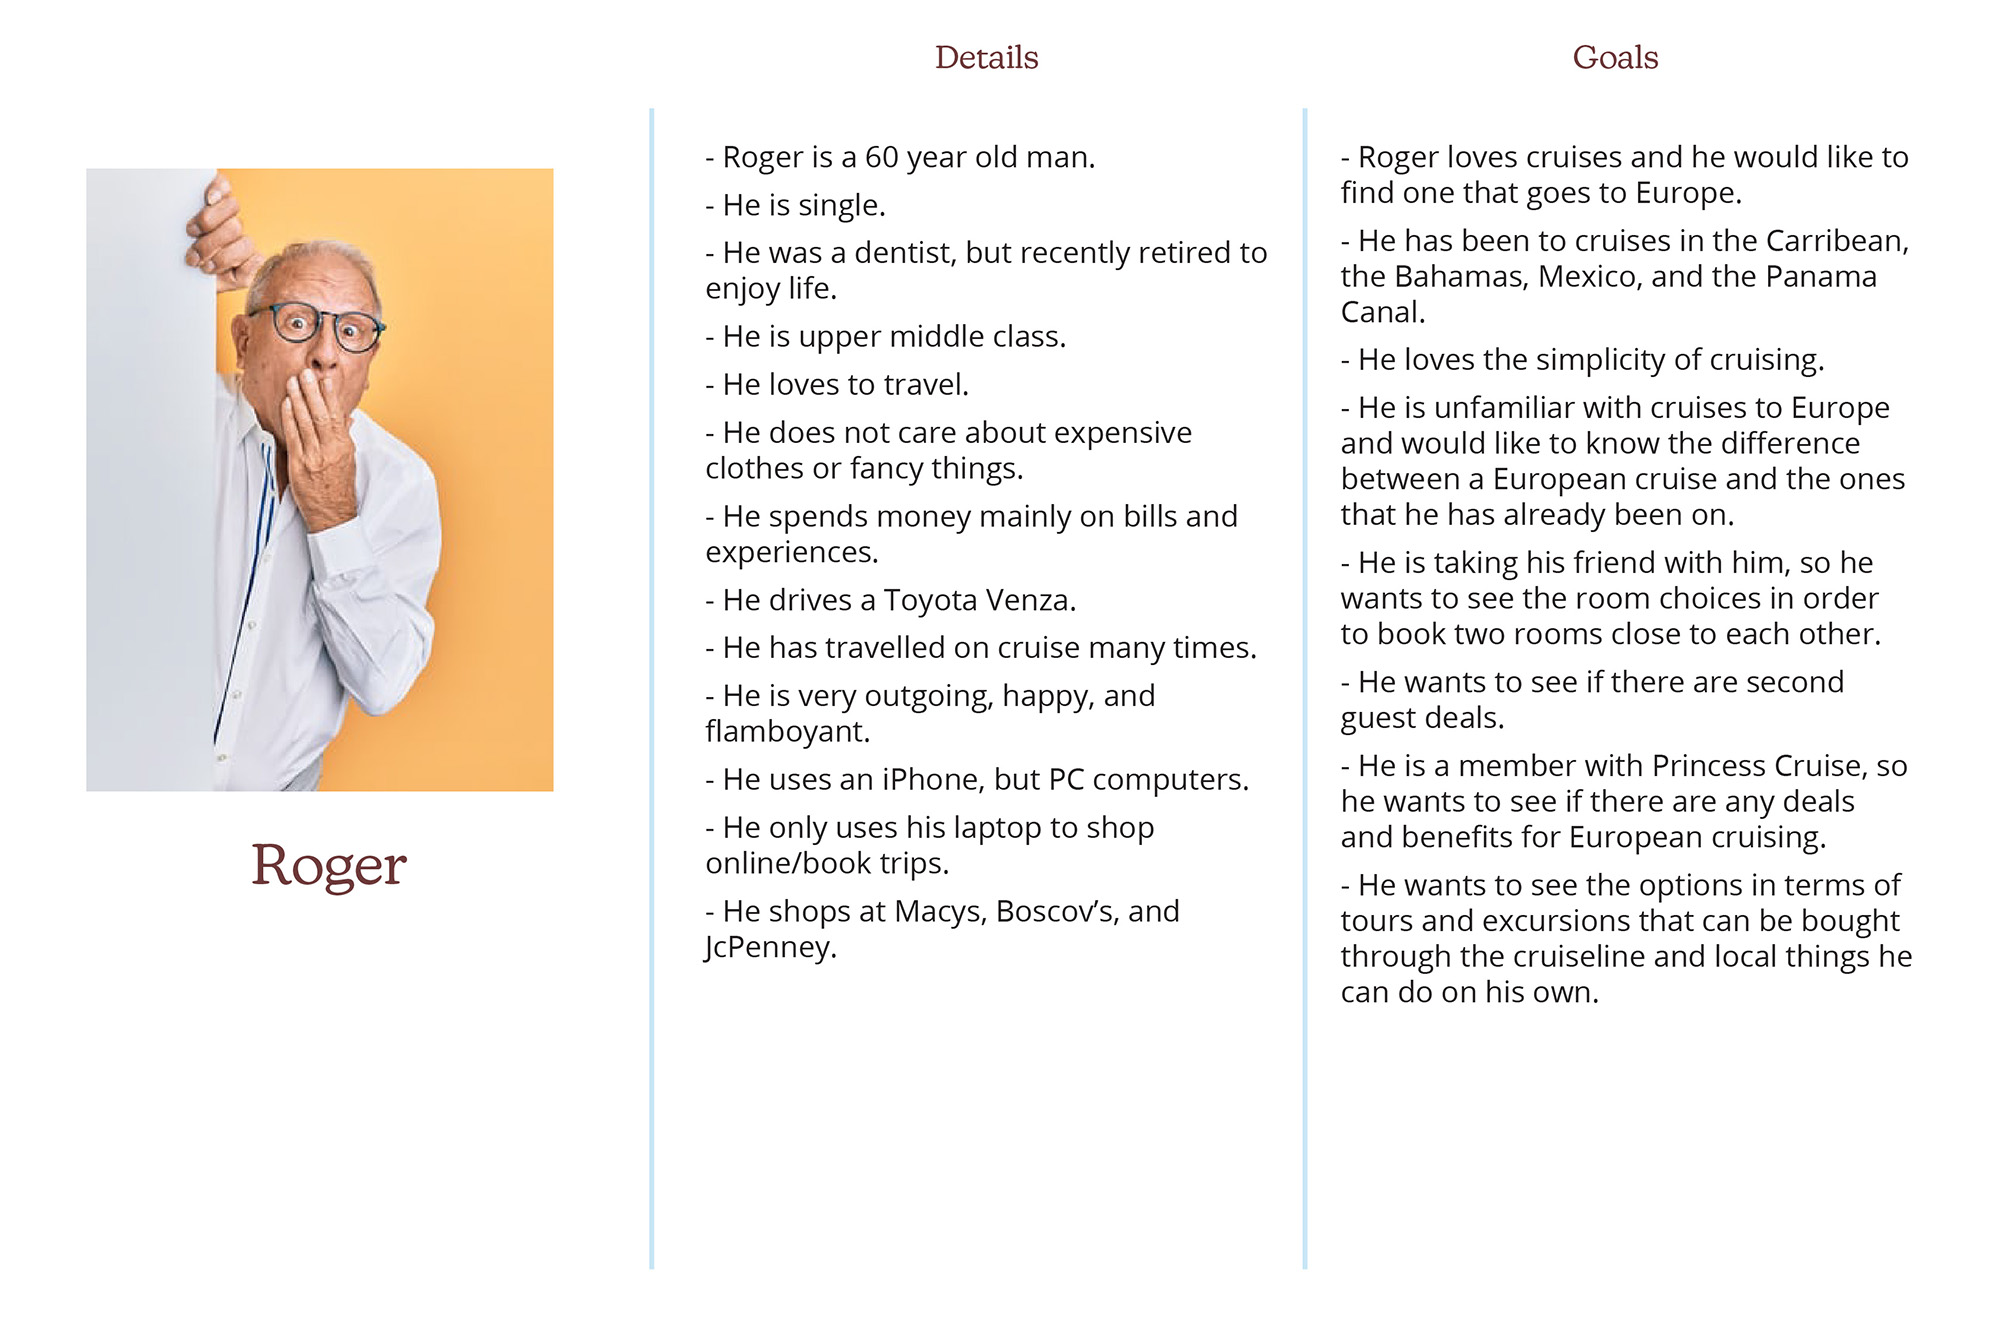 Roger
Details
- Roger is a 60 year old man.
- He is single.
- He was a dentist, but recently retired to
enjoy life.
- He is upper middle class.
- He loves to travel.
- He does not care about expensive
clothes or fancy things.
- He spends money mainly on bills and
experiences.
- He drives a Toyota Venza.
- He has travelled on cruise many times.
- He is very outgoing, happy, and
flamboyant.
- He uses an iPhone, but PC computers.
- He only uses his laptop to shop
online/book trips.
- He shops at Macys, Boscov’s, and
JcPenney.
Goals
- Roger loves cruises and he would like to
find one that goes to Europe.
- He has been to cruises in the Carribean,
the Bahamas, Mexico, and the Panama
Canal.
- He loves the simplicity of cruising.
- He is unfamiliar with cruises to Europe
and would like to know the difference
between a European cruise and the ones
that he has already been on.
- He is taking his friend with him, so he
wants to see the room choices in order
to book two rooms close to each other.
- He wants to see if there are second
guest deals.
- He is a member with Princess Cruise, so
he wants to see if there are any deals
and benefits for European cruising.
- He wants to see the options in terms of
tours and excursions that can be bought
through the cruiseline and local things he
can do on his own.